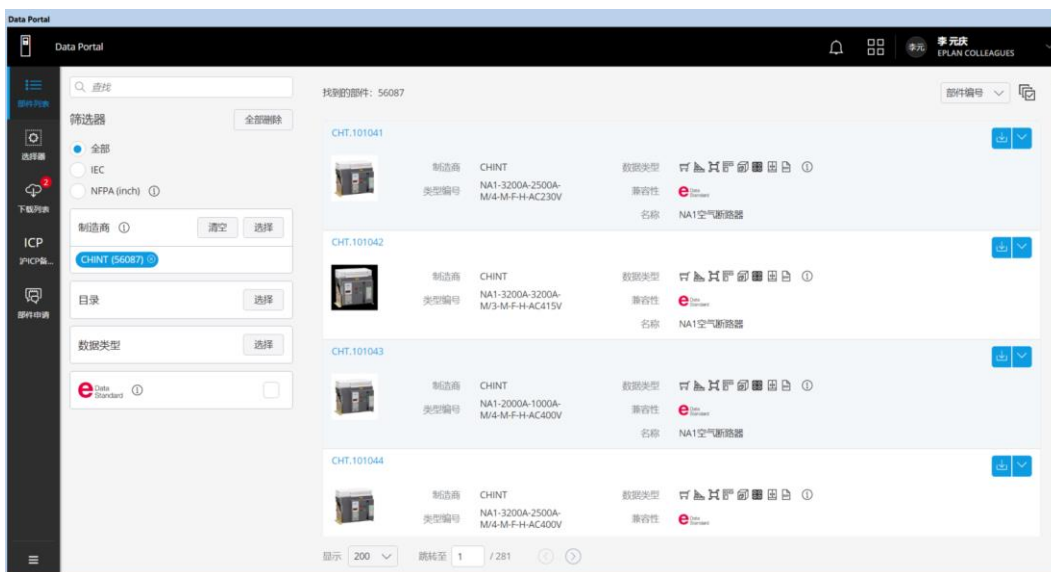 Data Portal
Data Portal
李元
李元庆
EPLAN COLLEAGUES
部件列表
选择器
2
下载列表
ICP
沪ICP备...
部件申请
查找
筛选器
全部删除
全部
IEC
NFPA (inch)
制造商
清空
选择
CHINT (56087)
目录
选择
数据类型
选择
e Data Standard
找到的部件：56087
部件编号
CHT.101041
制造商 CHINT
数据类型
类型编号 NA1-3200A-2500A-M/4-M-F-H-AC230V
兼容性
名称 NA1空气断路器
CHT.101042
制造商 CHINT
数据类型
类型编号 NA1-3200A-3200A-M/3-M-F-H-AC415V
兼容性
名称 NA1空气断路器
CHT.101043
制造商 CHINT
数据类型
类型编号 NA1-2000A-1000A-M/4-M-F-H-AC400V
兼容性
名称 NA1空气断路器
CHT.101044
制造商 CHINT
数据类型
类型编号 NA1-3200A-2500A-M/4-M-F-H-AC400V
兼容性
显示 200 跳转至 1 / 281